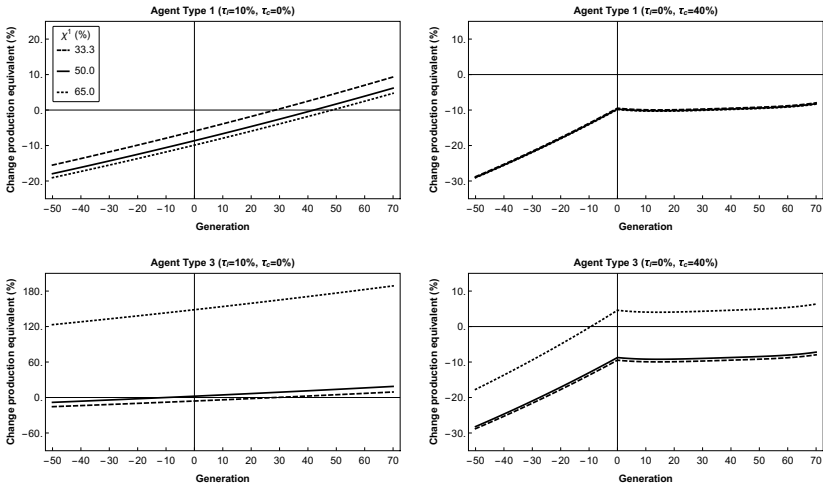 Agent Type 1 (τₗ=10%, τ꜀=0%)
χ¹ (%)
33.3
50.0
65.0
Change production equivalent (%)
20.
10.
0.
−10.
−20.
−50 −40 −30 −20 −10 0 10 20 30 40 50 60 70
Generation
Agent Type 1 (τₗ=0%, τ꜀=40%)
Change production equivalent (%)
10.
0.
−10.
−20.
−30.
−50 −40 −30 −20 −10 0 10 20 30 40 50 60 70
Generation
Agent Type 3 (τₗ=10%, τ꜀=0%)
Change production equivalent (%)
180.
120.
60.
0.
−60.
−50 −40 −30 −20 −10 0 10 20 30 40 50 60 70
Generation
Agent Type 3 (τₗ=0%, τ꜀=40%)
Change production equivalent (%)
10.
0.
−10.
−20.
−30.
−50 −40 −30 −20 −10 0 10 20 30 40 50 60 70
Generation